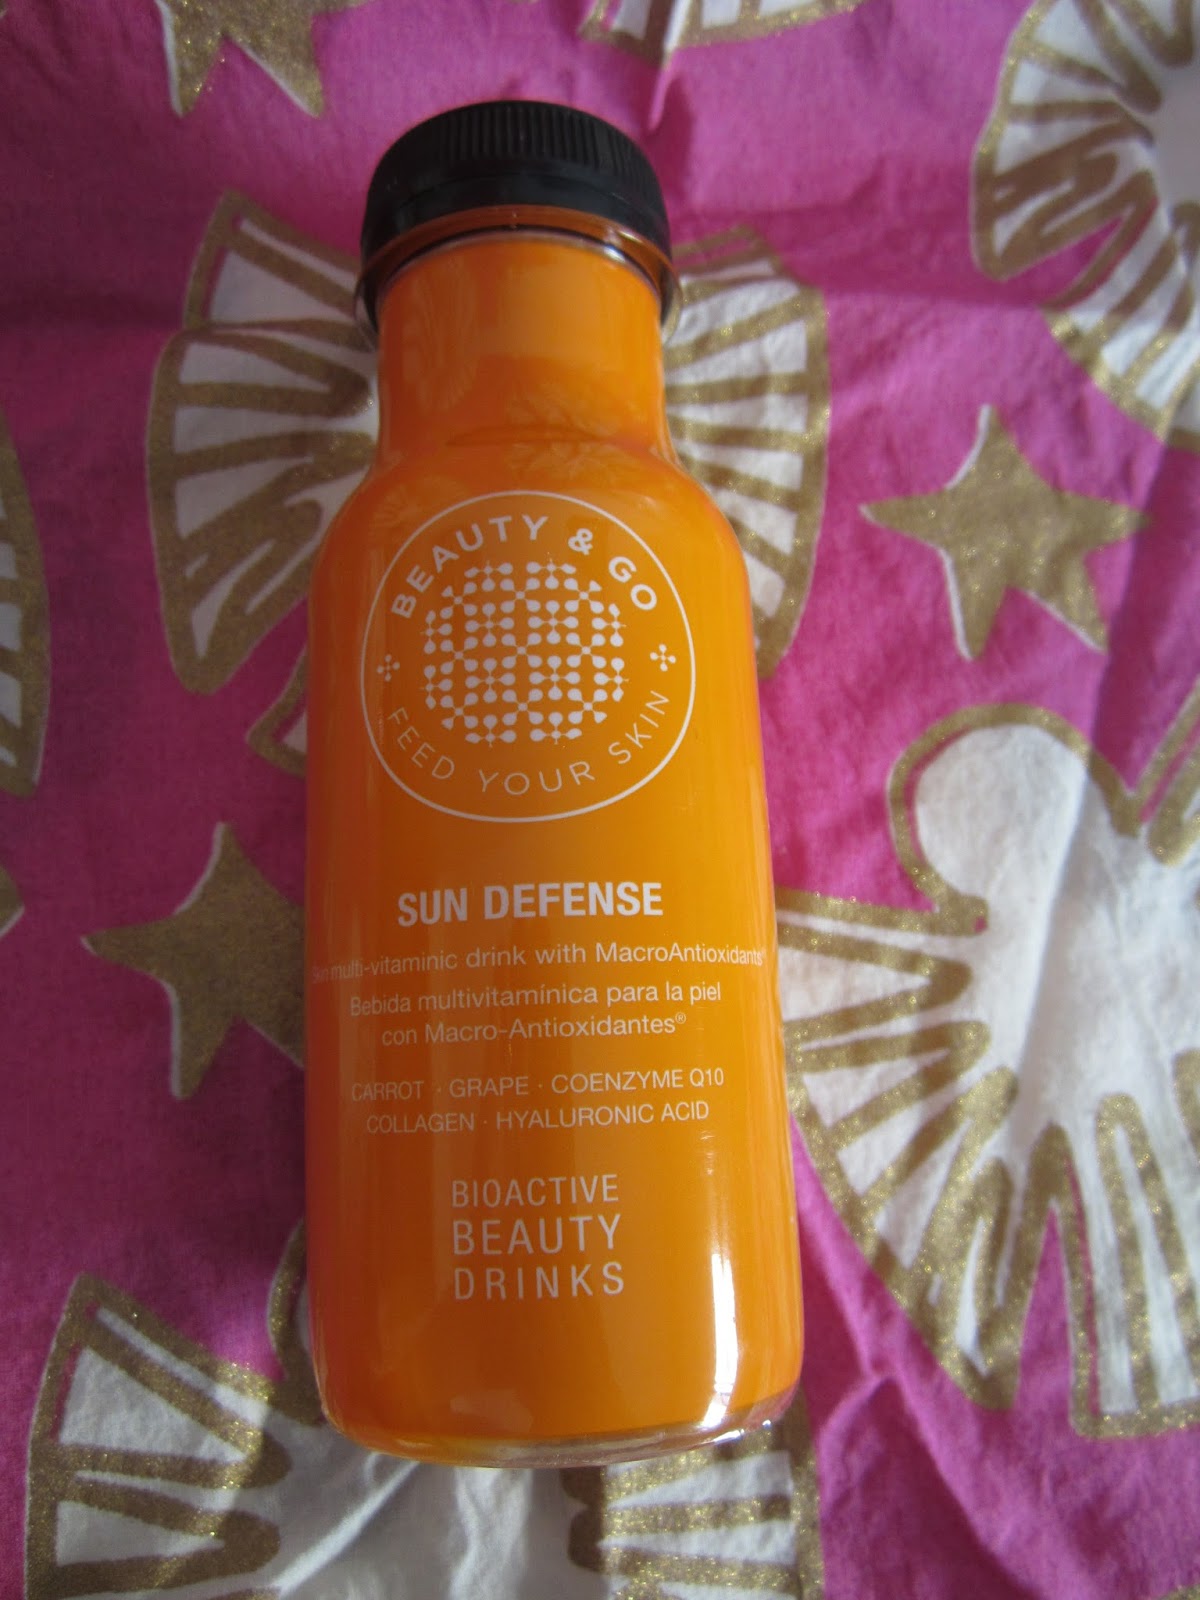 BEAUTY & GO
FEED YOUR SKIN
SUN DEFENSE
Skin multi-vitaminic drink with MacroAntioxidants®
Bebida multivitamínica para la piel
con Macro-Antioxidantes®
CARROT · GRAPE · COENZYME Q10
COLLAGEN · HYALURONIC ACID
BIOACTIVE
BEAUTY
DRINKS